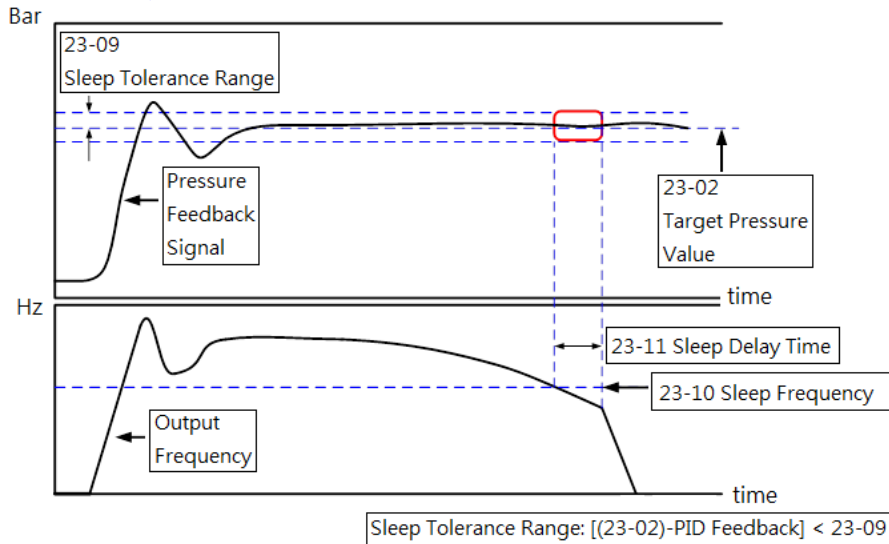 Bar
23-09
Sleep Tolerance Range
Pressure
Feedback
Signal
23-02
Target Pressure
Value
time
Hz
23-11 Sleep Delay Time
23-10 Sleep Frequency
Output
Frequency
time
Sleep Tolerance Range: [(23-02)-PID Feedback] < 23-09